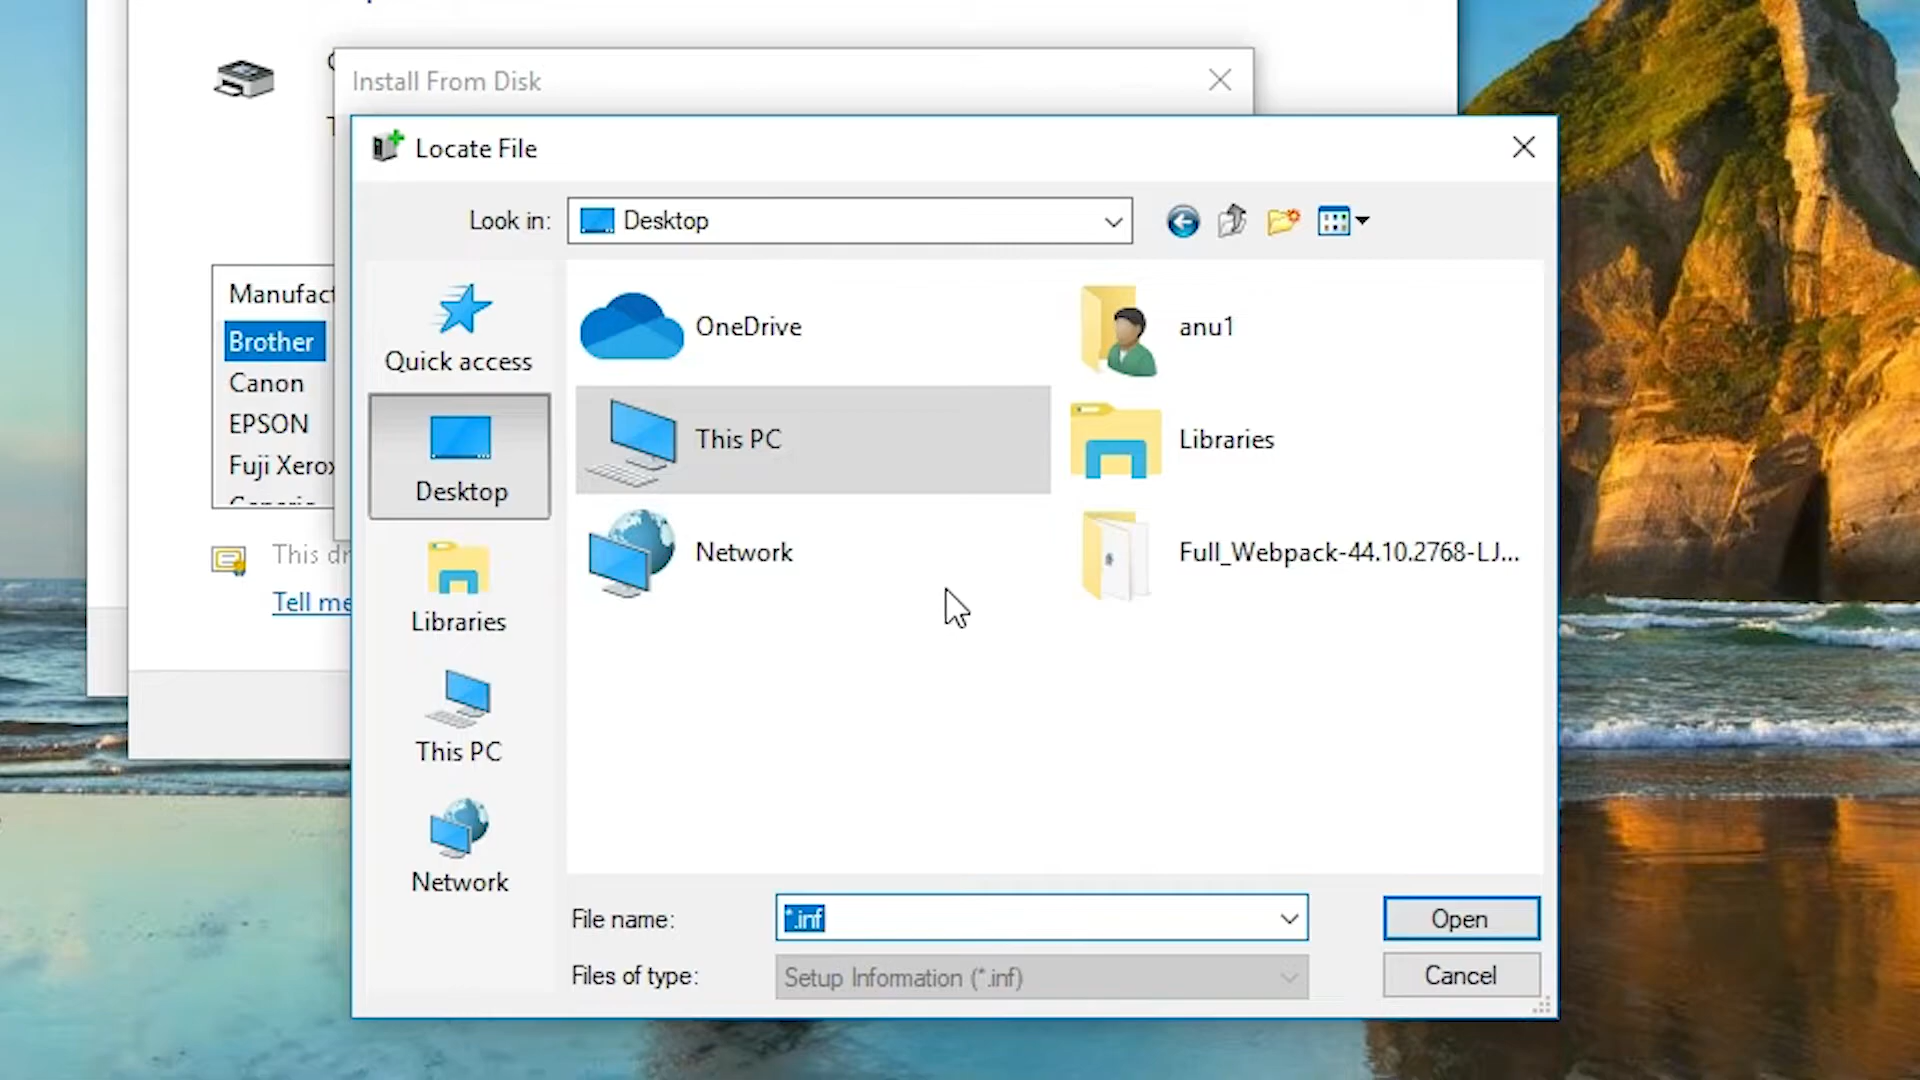 Install From Disk
Locate File
Look in:
Desktop
Quick access
Desktop
Libraries
This PC
Network
OneDrive
anu1
This PC
Libraries
Network
Full_Webpack-44.10.2768-LJ...
Manufact
Brother
Canon
EPSON
Fuji Xerox
This dr
Tell me
File name:
*.inf
Open
Files of type:
Setup Information (*.inf)
Cancel